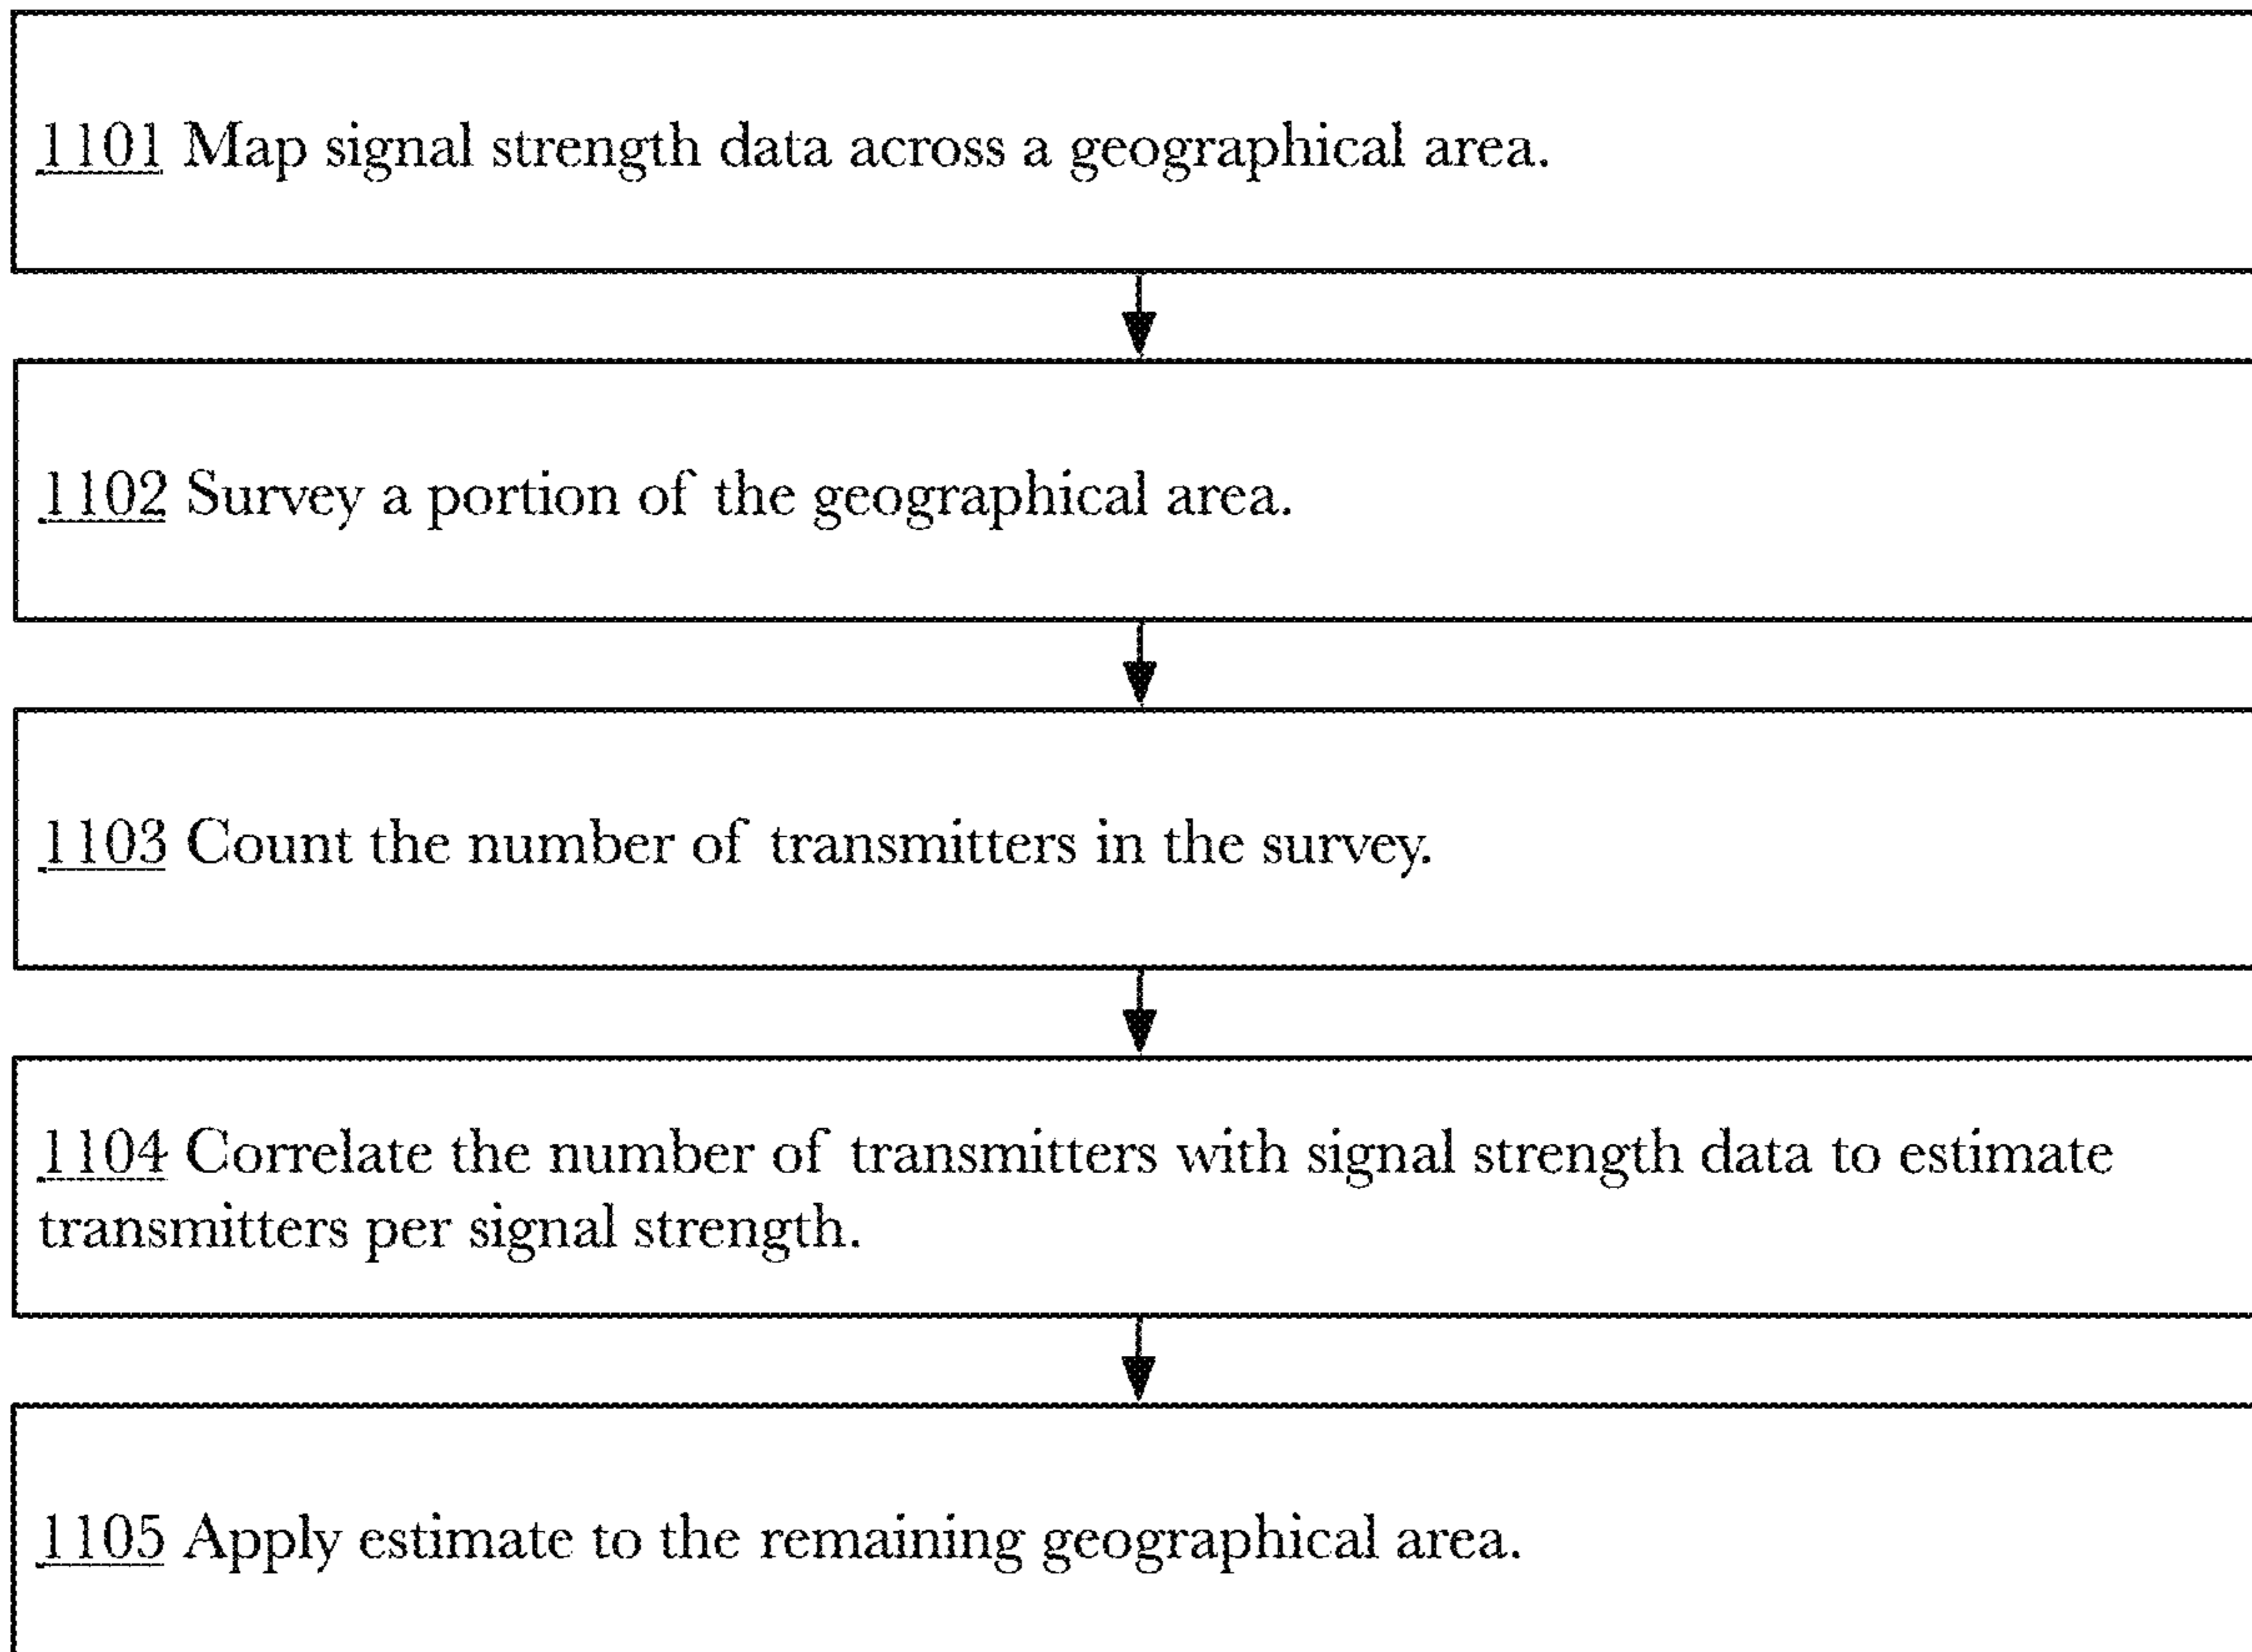 1101 Map signal strength data across a geographical area.
1102 Survey a portion of the geographical area.
1103 Count the number of transmitters in the survey.
1104 Correlate the number of transmitters with signal strength data to estimate
transmitters per signal strength.
1105 Apply estimate to the remaining geographical area.